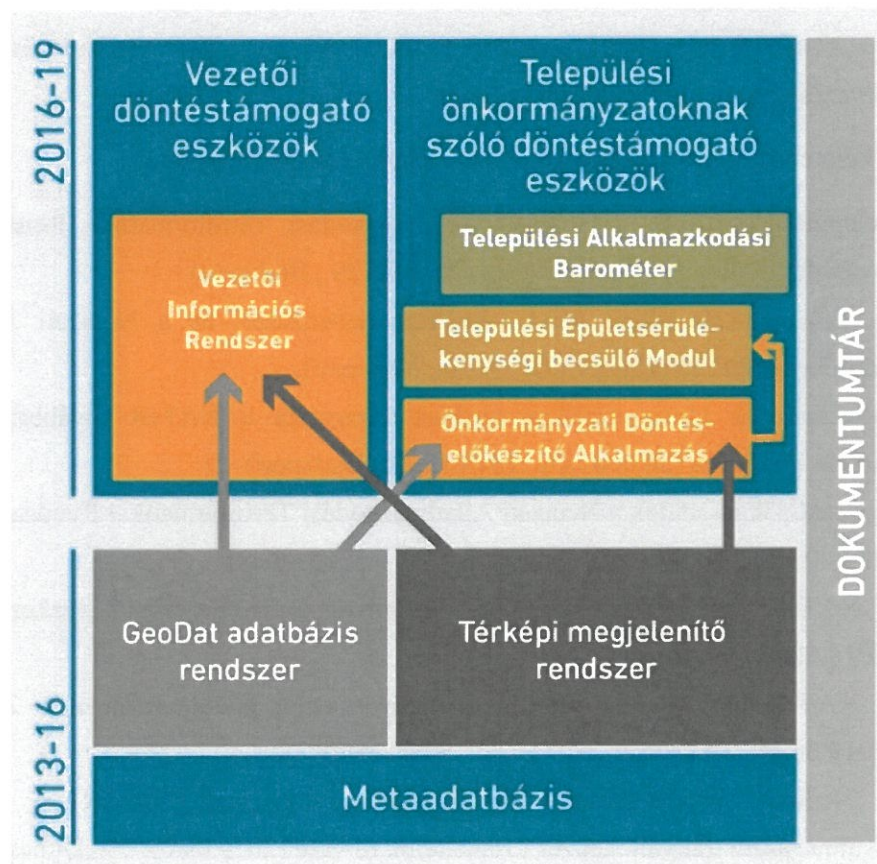 2016-19
Vezetői
döntéstámogató
eszközök
Települési
önkormányzatoknak
szóló döntéstámogató
eszközök
Vezetői
Információs
Rendszer
Települési Alkalmazkodási
Barométer
Települési Épületsérülé-
kenységi becsülő Modul
Önkormányzati Döntés-
előkészítő Alkalmazás
2013-16
GeoDat adatbázis
rendszer
Térképi megjelenítő
rendszer
Metaadatbázis
DOKUMENTUMTÁR